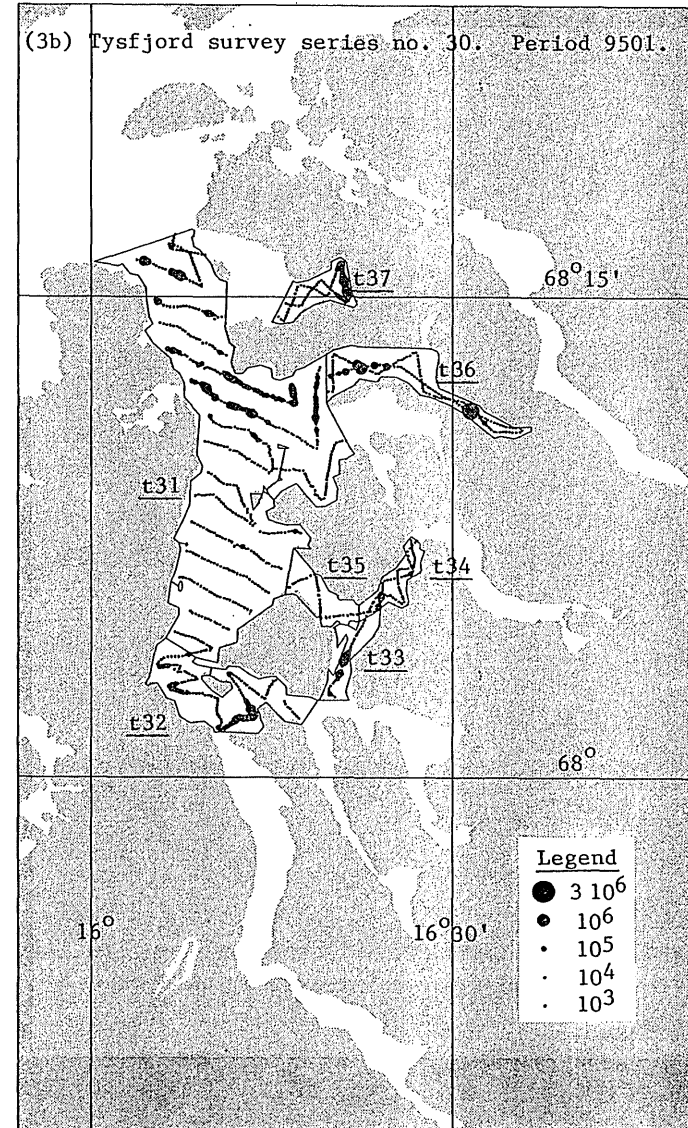 (3b) Tysfjord survey series no. 30. Period 9501.
t37
68° 15'
t36
t31
t35
t34
t33
t32
68°
Legend
3 10⁶
16°
16° 30'
10⁶
10⁵
10⁴
10³